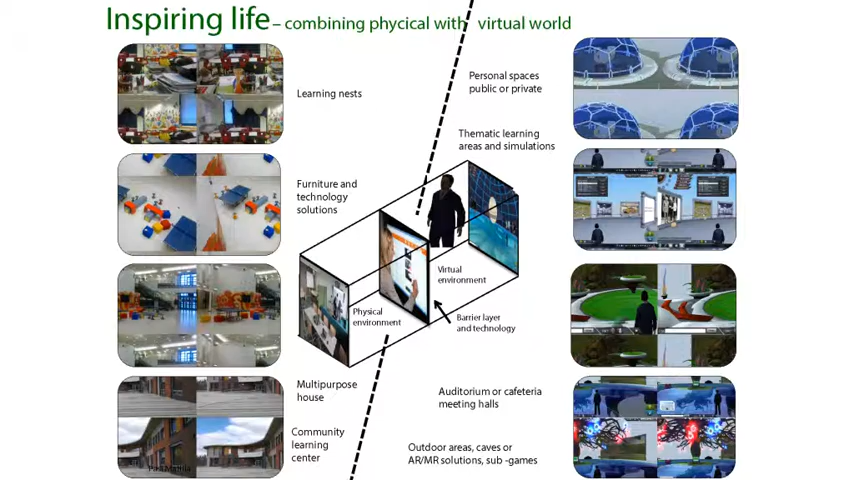 Inspiring life – combining phycical with virtual world
Learning nests
Personal spaces
public or private
Thematic learning
areas and simulations
Furniture and
technology
solutions
Virtual
environment
Physical
environment
Barrier layer
and technology
Multipurpose
house
Auditorium or cafeteria
meeting halls
Community
learning
center
Outdoor areas, caves or
AR/MR solutions, sub -games